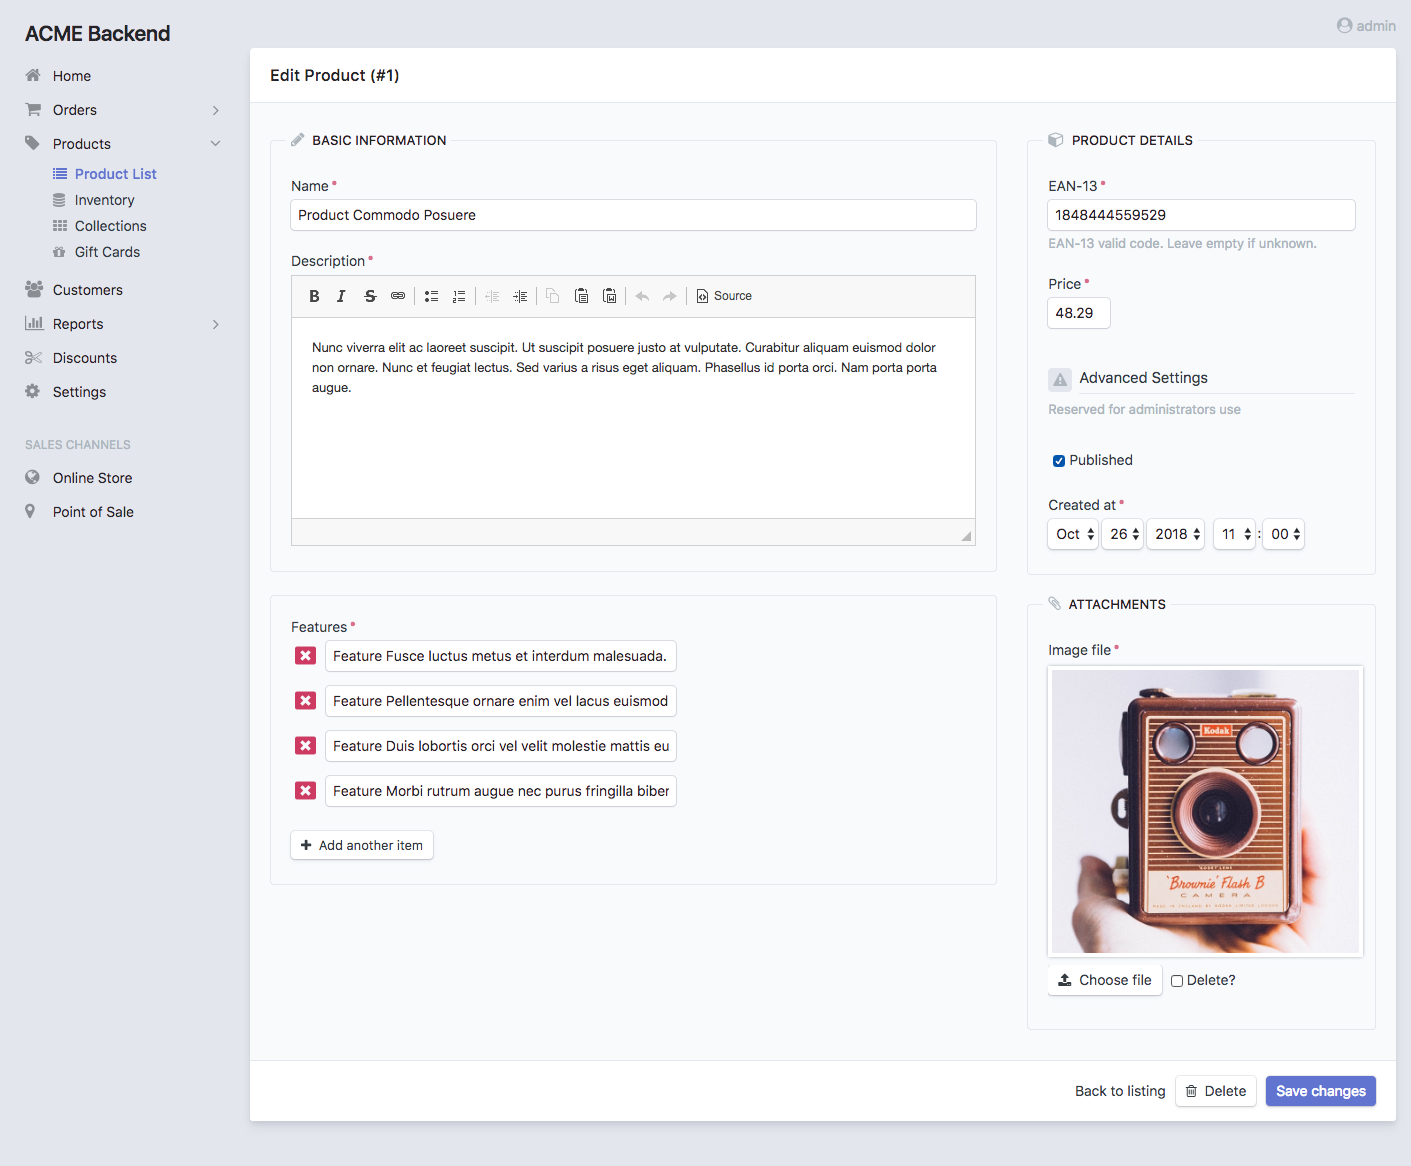 ACME Backend
admin
Home
Orders
Products
Product List
Inventory
Collections
Gift Cards
Customers
Reports
Discounts
Settings
SALES CHANNELS
Online Store
Point of Sale
Edit Product (#1)
BASIC INFORMATION
Name
Product Commodo Posuere
Description
B I S Source
Nunc viverra elit ac laoreet suscipit. Ut suscipit posuere justo at vulputate. Curabitur aliquam euismod dolor
non ornare. Nunc et feugiat lectus. Sed varius a risus eget aliquam. Phasellus id porta orci. Nam porta porta
augue.
Features
Feature Fusce luctus metus et interdum malesuada.
Feature Pellentesque ornare enim vel lacus euismod
Feature Duis lobortis orci vel velit molestie mattis eu
Feature Morbi rutrum augue nec purus fringilla biber
Add another item
PRODUCT DETAILS
EAN-13
1848444559529
EAN-13 valid code. Leave empty if unknown.
Price
48.29
Advanced Settings
Reserved for administrators use
Published
Created at
Oct 26 2018 11 : 00
ATTACHMENTS
Image file
Kodak
'Brownie' Flash B
CAMERA
Choose file Delete?
Back to listing Delete Save changes